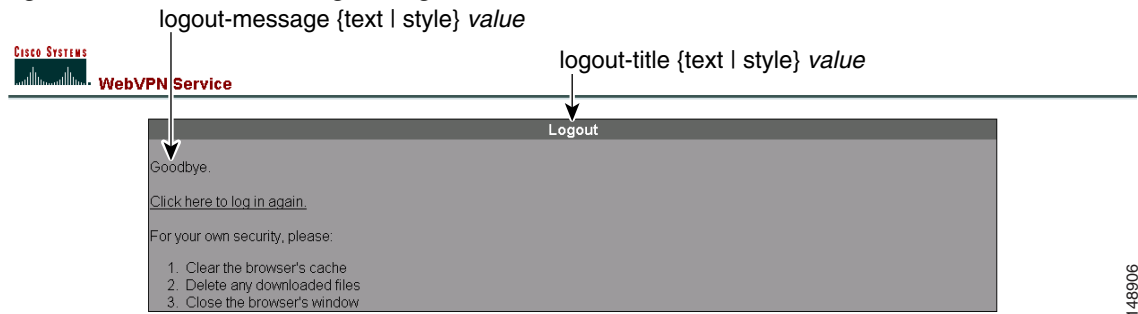 logout-message {text | style} value
logout-title {text | style} value
CISCO SYSTEMS
WebVPN Service
Logout
Goodbye.
Click here to log in again.
For your own security, please:
1. Clear the browser's cache
2. Delete any downloaded files
3. Close the browser's window
148906